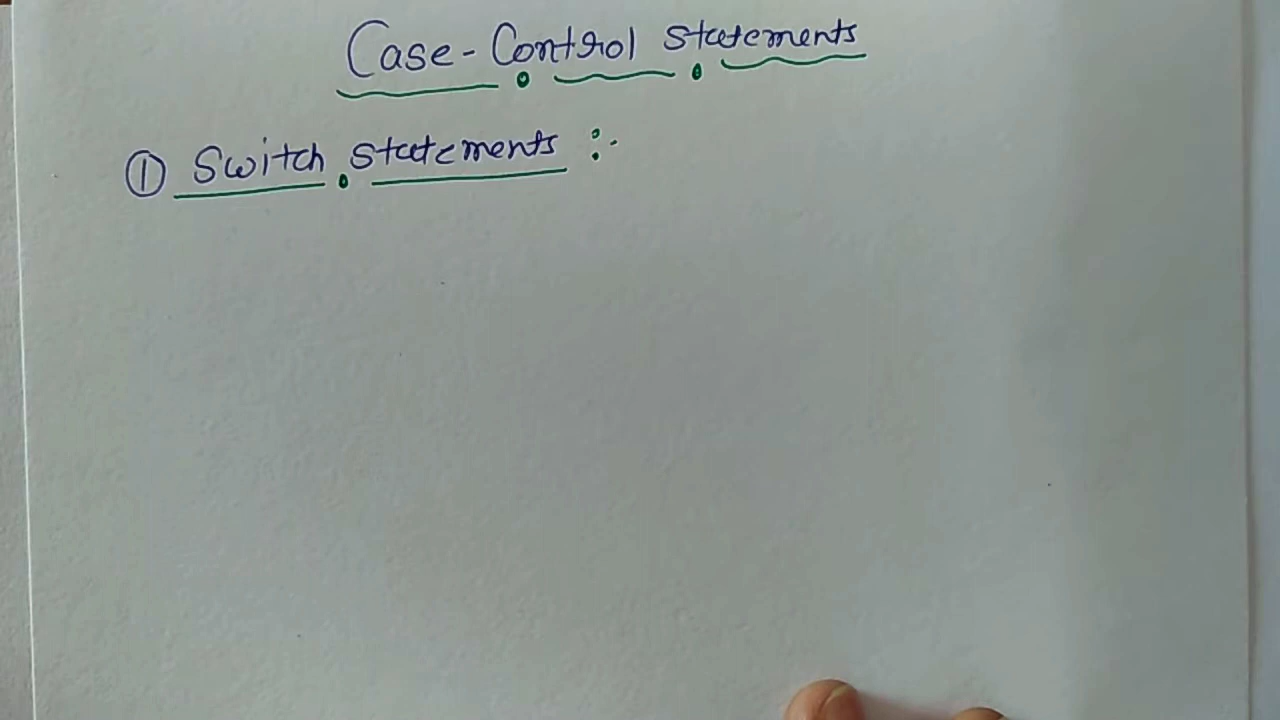 Case-Control statements
① Switch statements :-